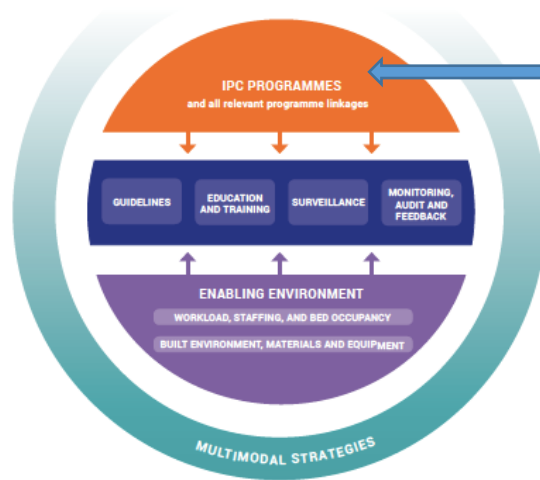 IPC PROGRAMMES
and all relevant programme linkages
GUIDELINES
EDUCATION
AND TRAINING
SURVEILLANCE
MONITORING,
AUDIT AND
FEEDBACK
ENABLING ENVIRONMENT
WORKLOAD, STAFFING, AND BED OCCUPANCY
BUILT ENVIRONMENT, MATERIALS AND EQUIPMENT
MULTIMODAL STRATEGIES